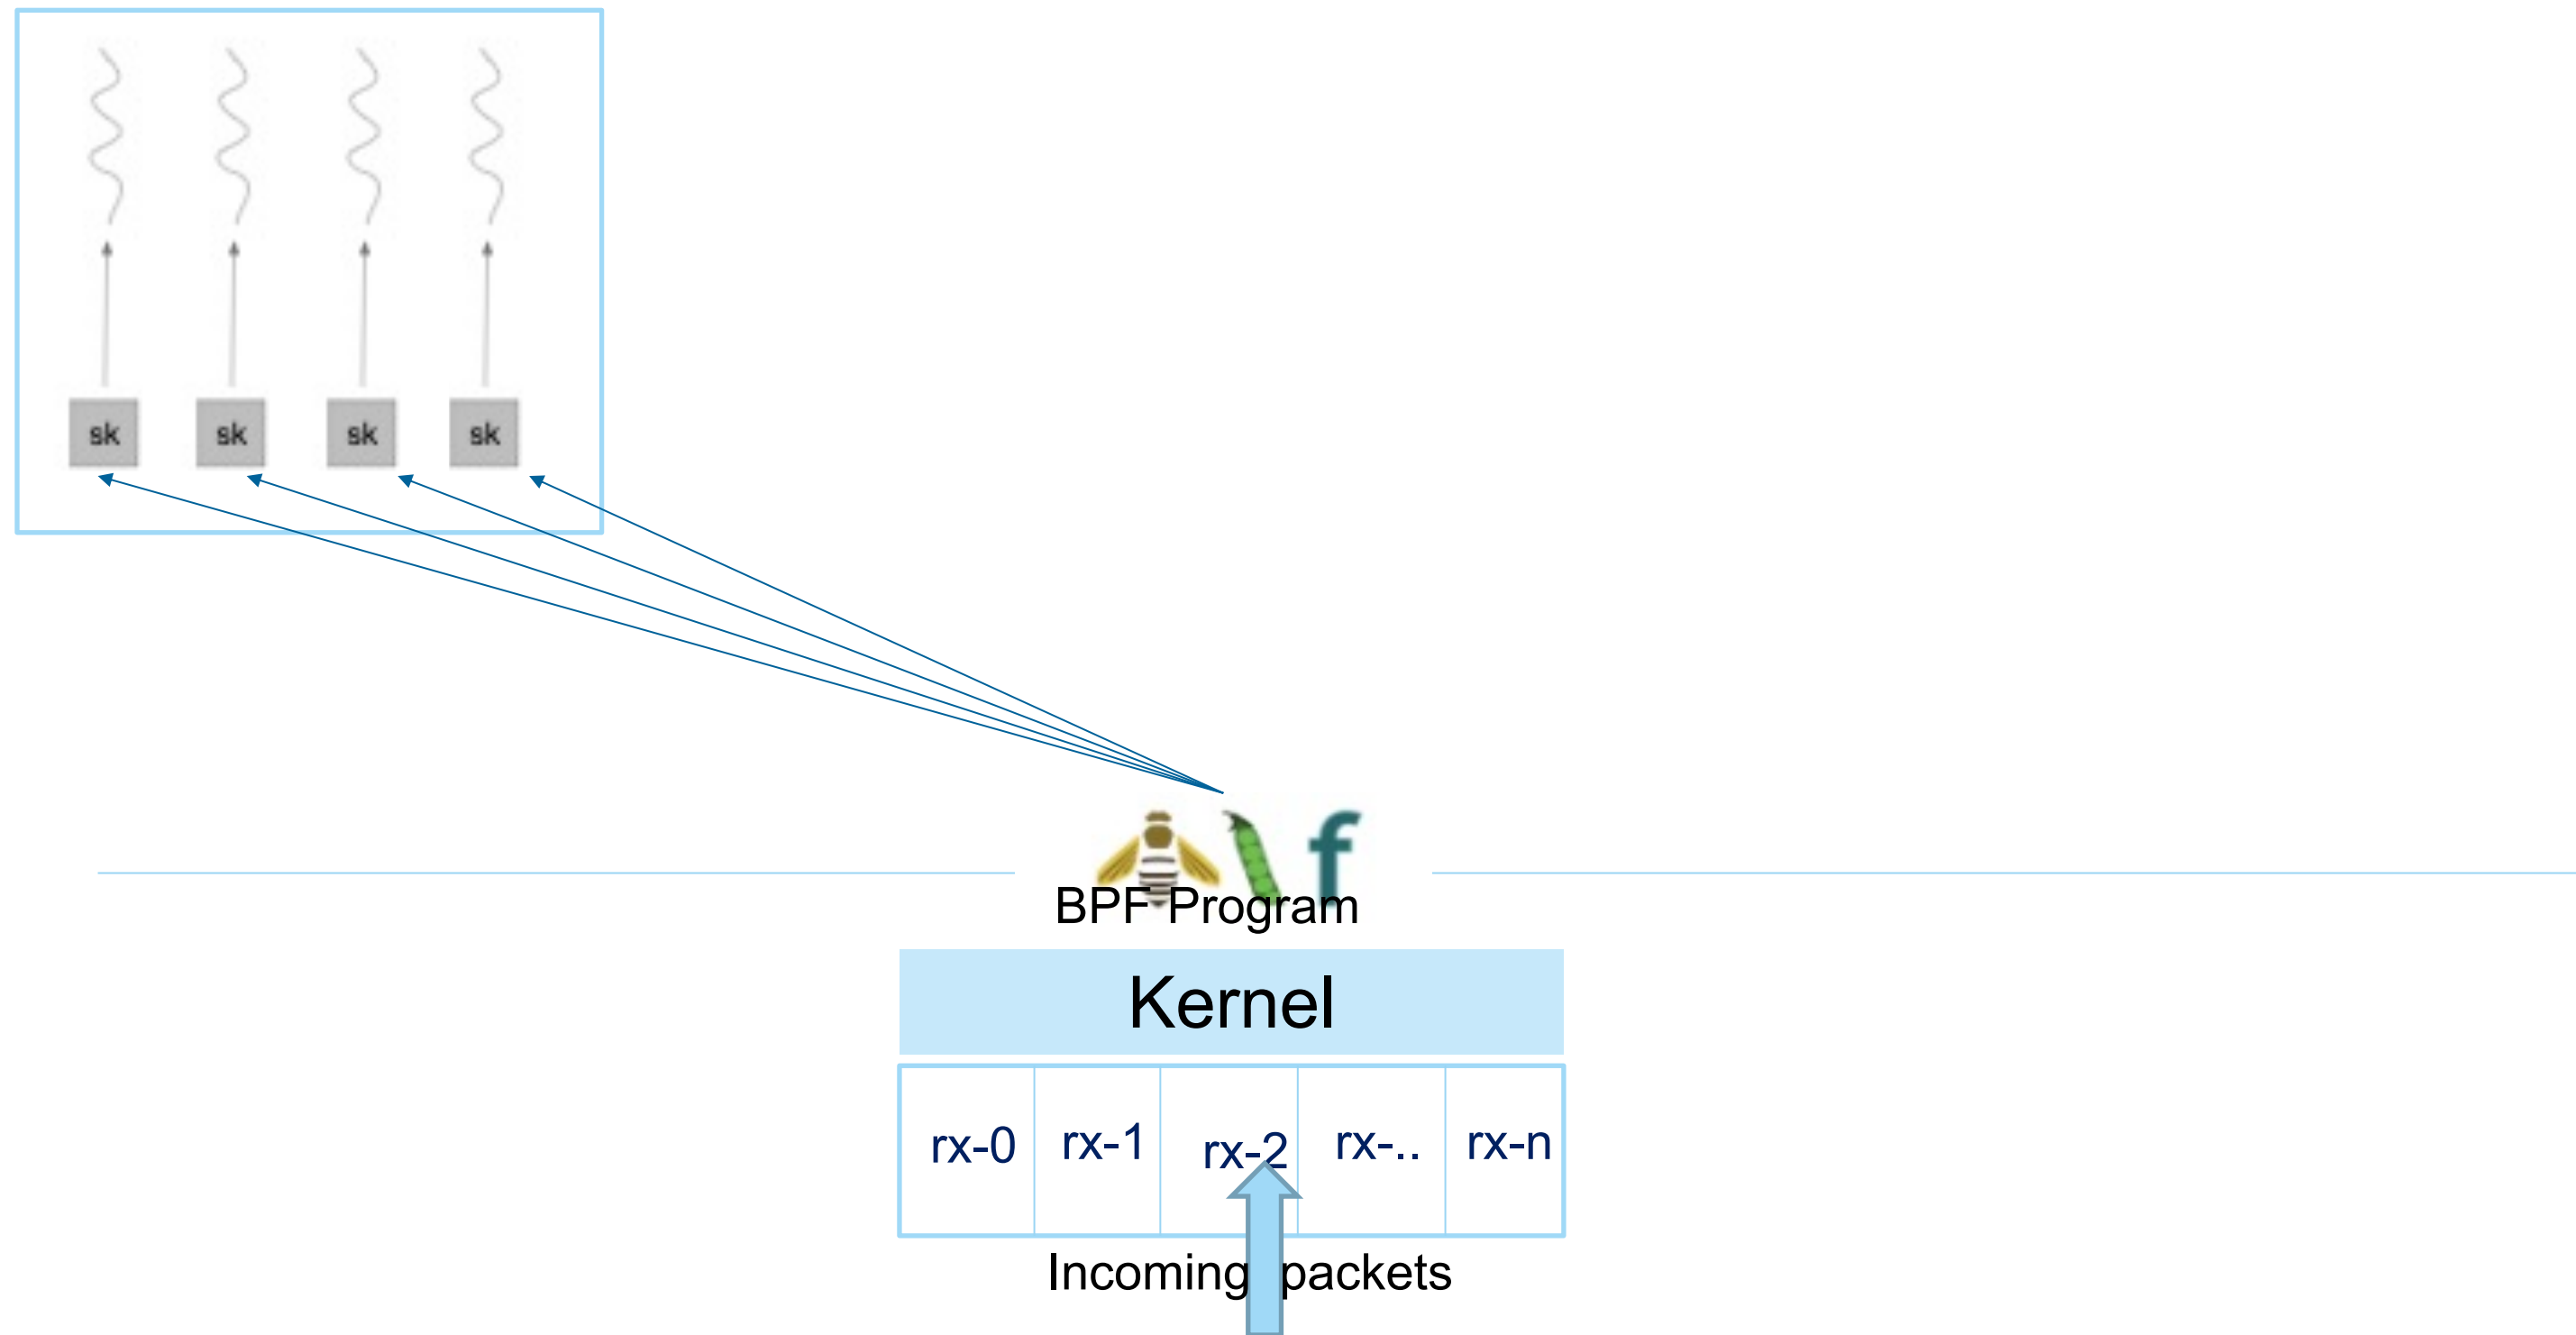 sk sk sk sk
f
BPF Program
Kernel
rx-0 rx-1 rx-2 rx-.. rx-n
Incoming packets